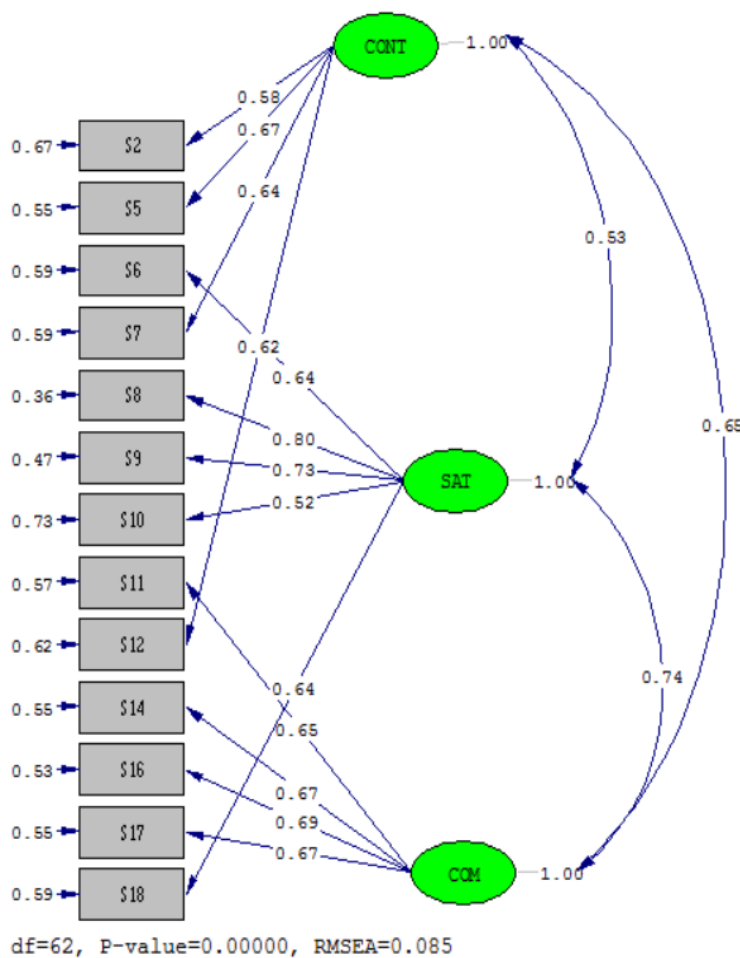 CONT
1.00
0.58
0.67
0.67
S2
0.55
S5
0.64
0.53
0.59
S6
0.59
S7
0.62
0.64
0.36
S8
0.65
0.80
0.47
S9
0.73
SAT
1.00
0.52
0.73
S10
0.57
S11
0.62
S12
0.64
0.74
0.55
S14
0.65
0.53
S16
0.67
0.69
0.55
S17
0.67
COM
1.00
0.59
S18
df=62, P-value=0.00000, RMSEA=0.085